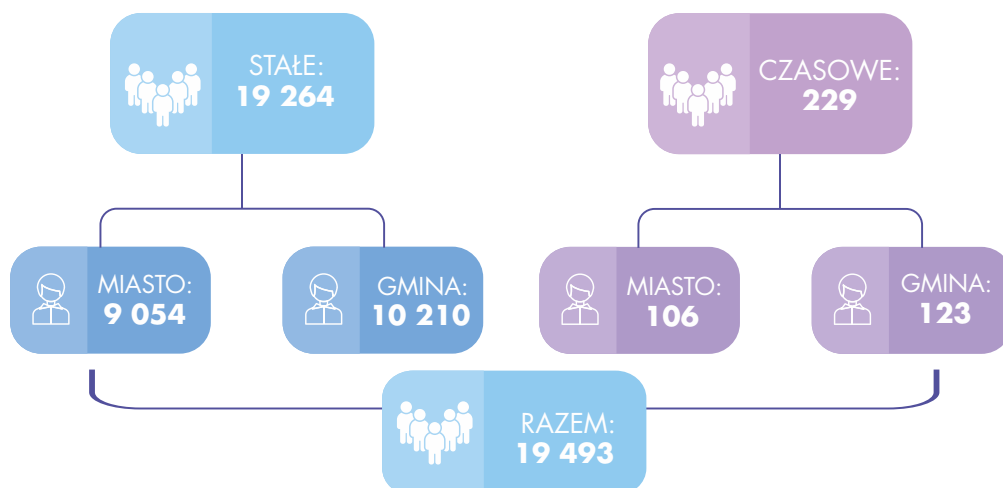 STAŁE:
19 264
CZASOWE:
229
MIASTO:
9 054
GMINA:
10 210
MIASTO:
106
GMINA:
123
RAZEM:
19 493